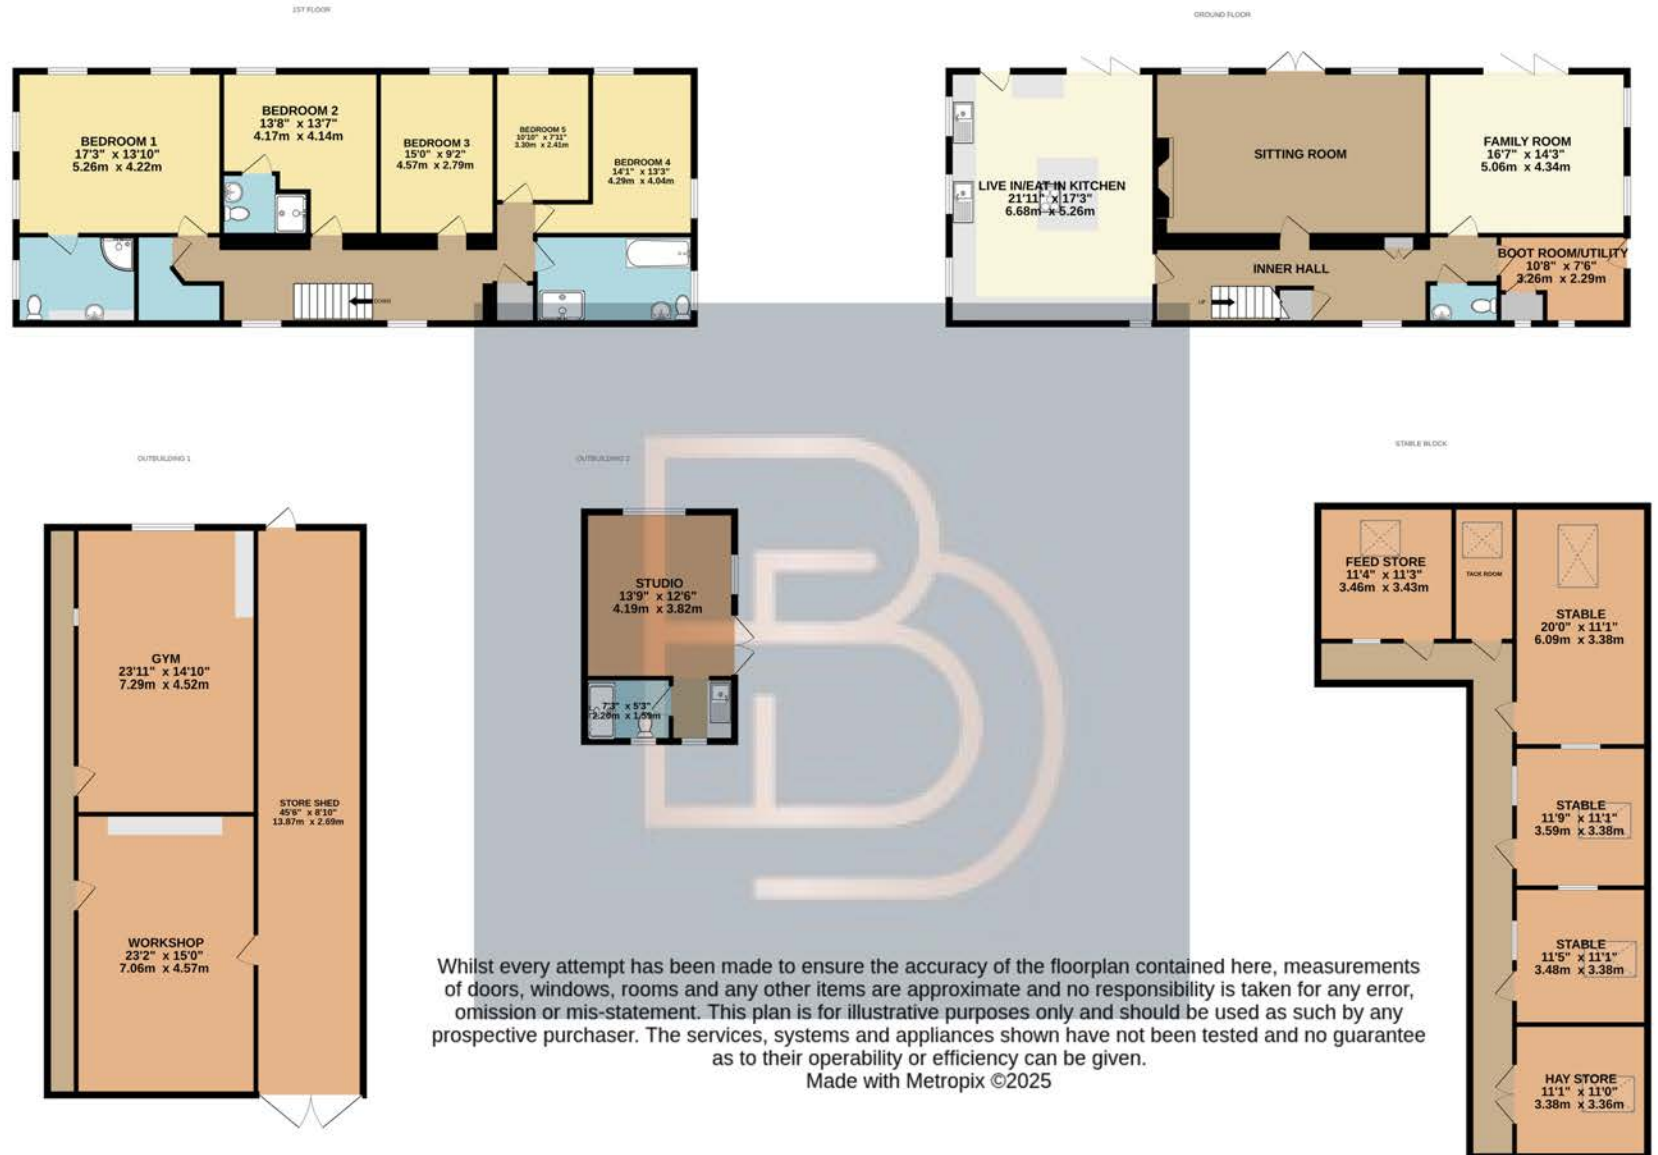 1ST FLOOR
GROUND FLOOR
BEDROOM 1
17'3" x 13'10"
5.26m x 4.22m
BEDROOM 2
13'8" x 13'7"
4.17m x 4.14m
BEDROOM 3
15'0" x 9'2"
4.57m x 2.79m
BEDROOM 5
10'10" x 7'11"
3.30m x 2.41m
BEDROOM 4
14'1" x 13'3"
4.29m x 4.04m
DOWN
LIVE IN/EAT IN KITCHEN
21'11" x 17'3"
6.68m x 5.26m
SITTING ROOM
FAMILY ROOM
16'7" x 14'3"
5.06m x 4.34m
INNER HALL
UP
BOOT ROOM/UTILITY
10'8" x 7'6"
3.26m x 2.29m
OUTBUILDING 1
GYM
23'11" x 14'10"
7.29m x 4.52m
STORE SHED
45'6" x 8'10"
13.87m x 2.69m
WORKSHOP
23'2" x 15'0"
7.06m x 4.57m
OUTBUILDING 2
STUDIO
13'9" x 12'6"
4.19m x 3.82m
7'3" x 5'3"
2.20m x 1.59m
STABLE BLOCK
FEED STORE
11'4" x 11'3"
3.46m x 3.43m
TACK ROOM
STABLE
20'0" x 11'1"
6.09m x 3.38m
STABLE
11'9" x 11'1"
3.59m x 3.38m
STABLE
11'5" x 11'1"
3.48m x 3.38m
HAY STORE
11'1" x 11'0"
3.38m x 3.36m
Whilst every attempt has been made to ensure the accuracy of the floorplan contained here, measurements
of doors, windows, rooms and any other items are approximate and no responsibility is taken for any error,
omission or mis-statement. This plan is for illustrative purposes only and should be used as such by any
prospective purchaser. The services, systems and appliances shown have not been tested and no guarantee
as to their operability or efficiency can be given.
Made with Metropix ©2025